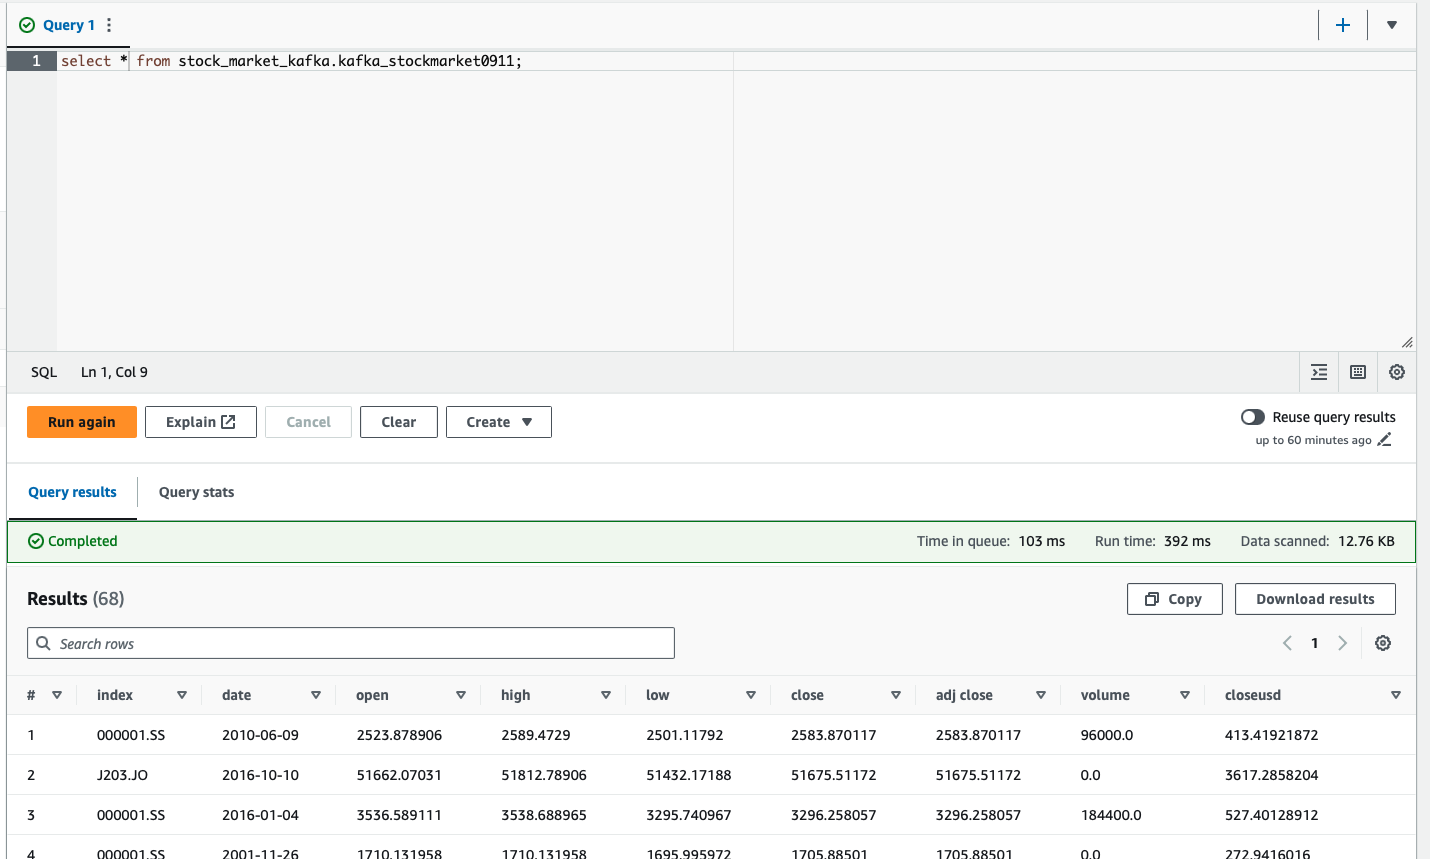 Query 1
1 select * from stock_market_kafka.kafka_stockmarket0911;
SQL Ln 1, Col 9
Run again Explain Cancel Clear Create Reuse query results
up to 60 minutes ago
Query results Query stats
Completed Time in queue: 103 ms Run time: 392 ms Data scanned: 12.76 KB
Results (68) Copy Download results
Search rows 1
# index date open high low close adj close volume closeusd
1 000001.SS 2010-06-09 2523.878906 2589.4729 2501.11792 2583.870117 2583.870117 96000.0 413.41921872
2 J203.JO 2016-10-10 51662.07031 51812.78906 51432.17188 51675.51172 51675.51172 0.0 3617.2858204
3 000001.SS 2016-01-04 3536.589111 3538.688965 3295.740967 3296.258057 3296.258057 184400.0 527.40128912
4 000001.SS 2001-11-26 1710.131958 1710.131958 1695.995972 1705.88501 1705.88501 0.0 272.9416016